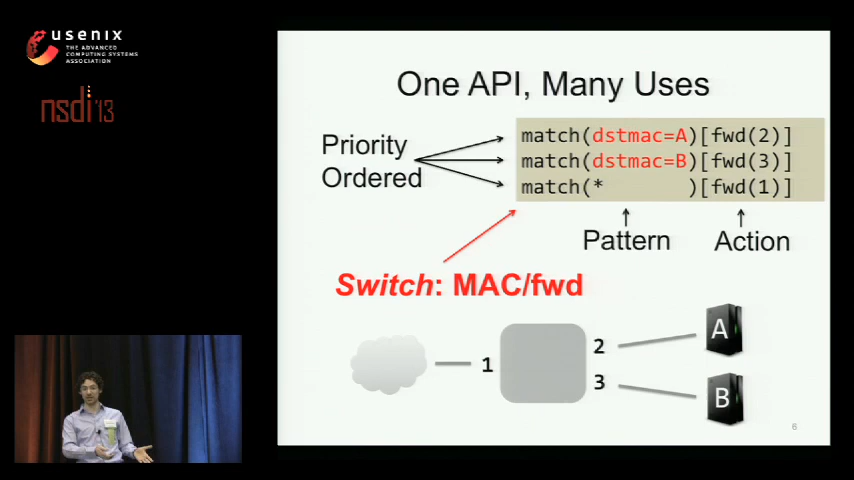 usenix
THE ADVANCED
COMPUTING SYSTEMS
ASSOCIATION
nsdi '13
One API, Many Uses
Priority
Ordered
match(dstmac=A)[fwd(2)]
match(dstmac=B)[fwd(3)]
match(* )[fwd(1)]
Pattern
Action
Switch: MAC/fwd
1
2
3
A
B
6